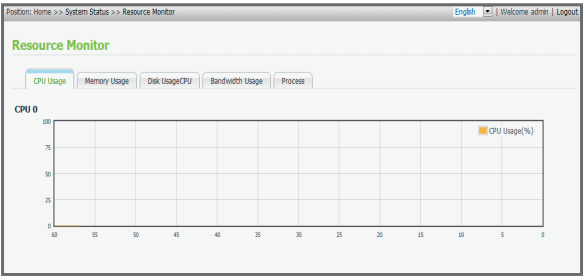 Position: Home >> System Status >> Resource Monitor English | Welcome admin | Logout
Resource Monitor
CPU Usage Memory Usage Disk UsageCPU Bandwidth Usage Process
CPU 0
CPU Usage(%)
100
75
50
25
0
60 55 50 45 40 35 30 25 20 15 10 5 0